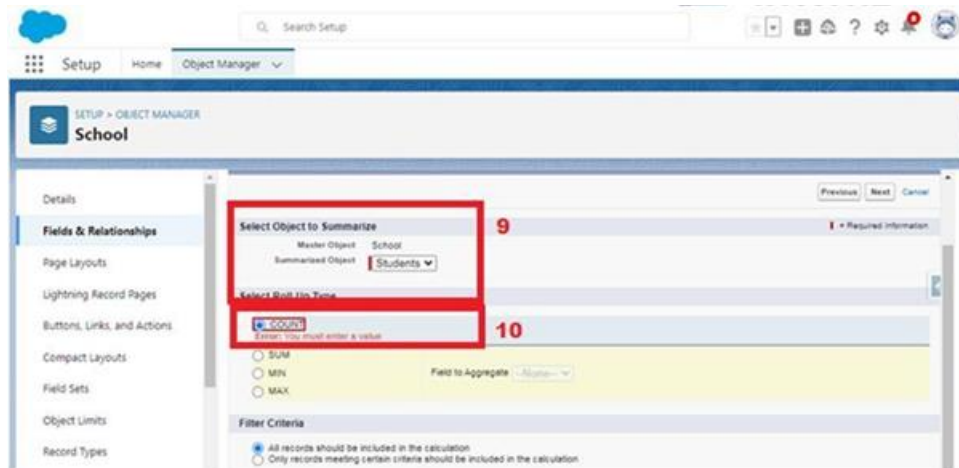 Search Setup
Setup Home Object Manager
SETUP > OBJECT MANAGER
School
Details
Fields & Relationships
Page Layouts
Lightning Record Pages
Buttons, Links, and Actions
Compact Layouts
Field Sets
Object Limits
Record Types
Previous Next Cancel
Select Object to Summarize 9 = Required Information
Master Object School
Summarized Object Students
Select Roll-Up Type
COUNT 10
Error: You must enter a value
SUM
MIN Field to Aggregate --None--
MAX
Filter Criteria
All records should be included in the calculation
Only records meeting certain criteria should be included in the calculation